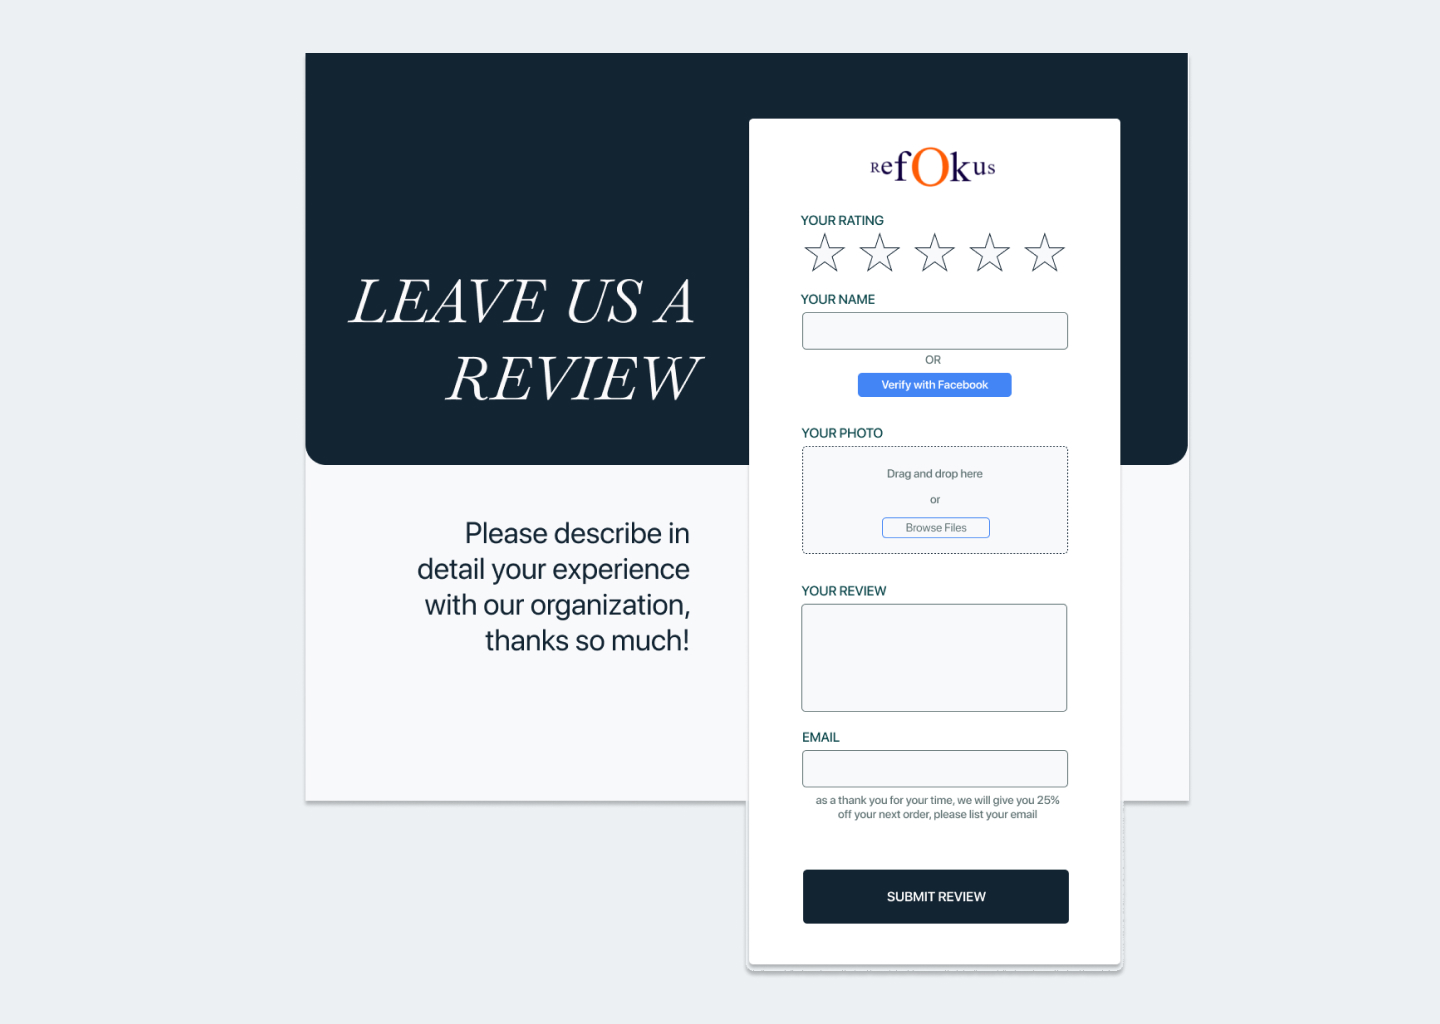 LEAVE US A
REVIEW
Please describe in
detail your experience
with our organization,
thanks so much!
RefOkus
YOUR RATING
YOUR NAME
OR
Verify with Facebook
YOUR PHOTO
Drag and drop here
or
Browse Files
YOUR REVIEW
EMAIL
as a thank you for your time, we will give you 25%
off your next order, please list your email
SUBMIT REVIEW